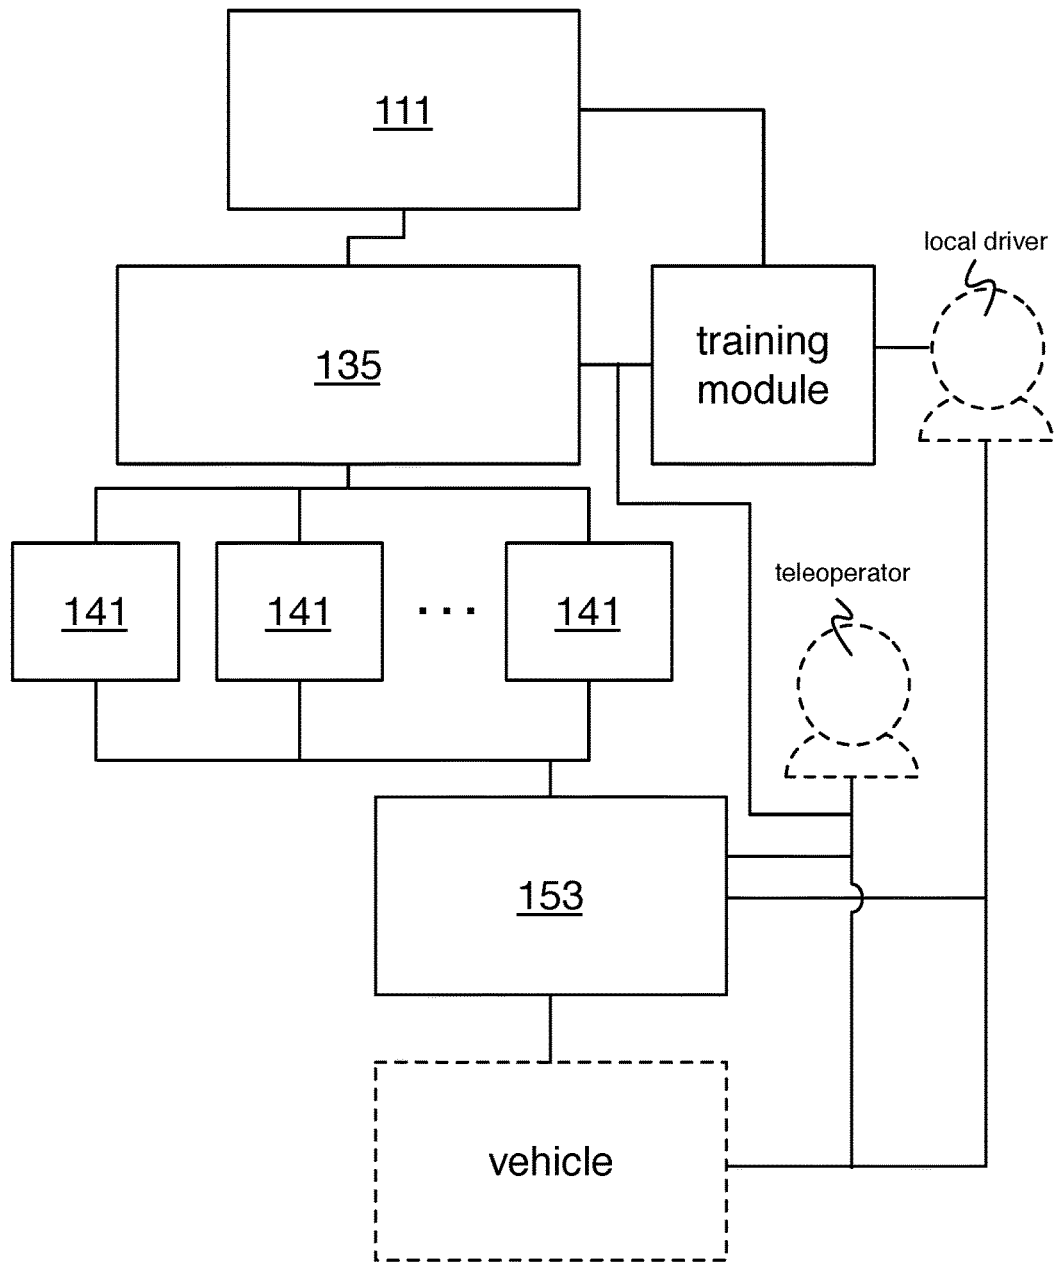 111
local driver
135
training
module
teleoperator
141
141
...
141
153
vehicle